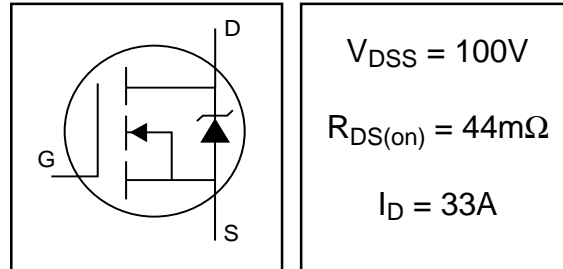 D
G
S
V_DSS = 100V
R_DS(on) = 44mΩ
I_D = 33A